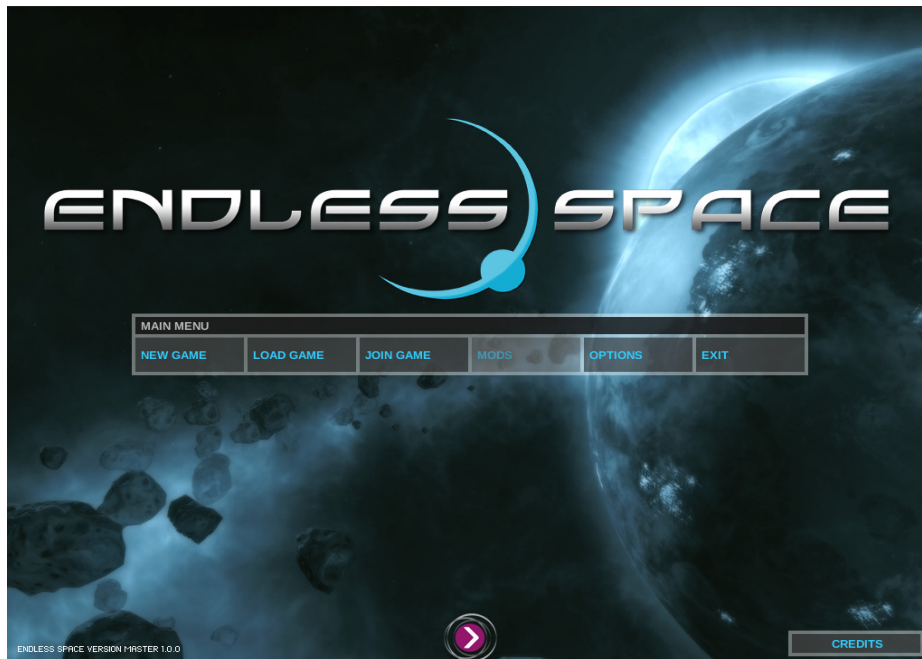 ENDLESS SPACE
MAIN MENU
NEW GAME LOAD GAME JOIN GAME MODS OPTIONS EXIT
ENDLESS SPACE VERSION MASTER 1.0.0
CREDITS